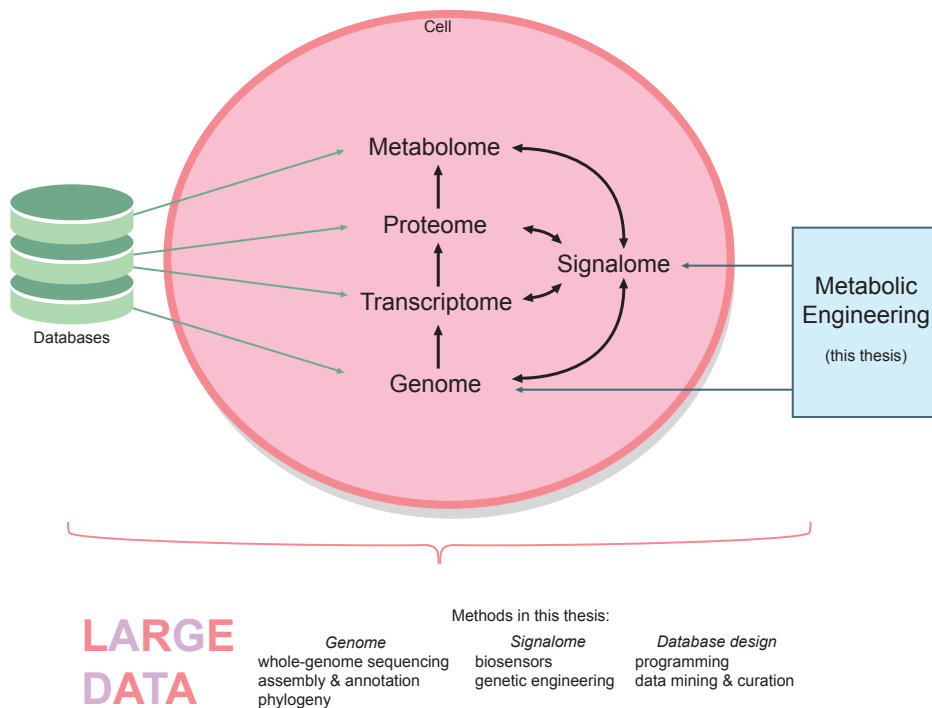 Cell
Metabolome
Proteome
Signalome
Transcriptome
Genome
Databases
Metabolic
Engineering
(this thesis)
LARGE
DATA
Methods in this thesis:
Genome
whole-genome sequencing
assembly & annotation
phylogeny
Signalome
biosensors
genetic engineering
Database design
programming
data mining & curation